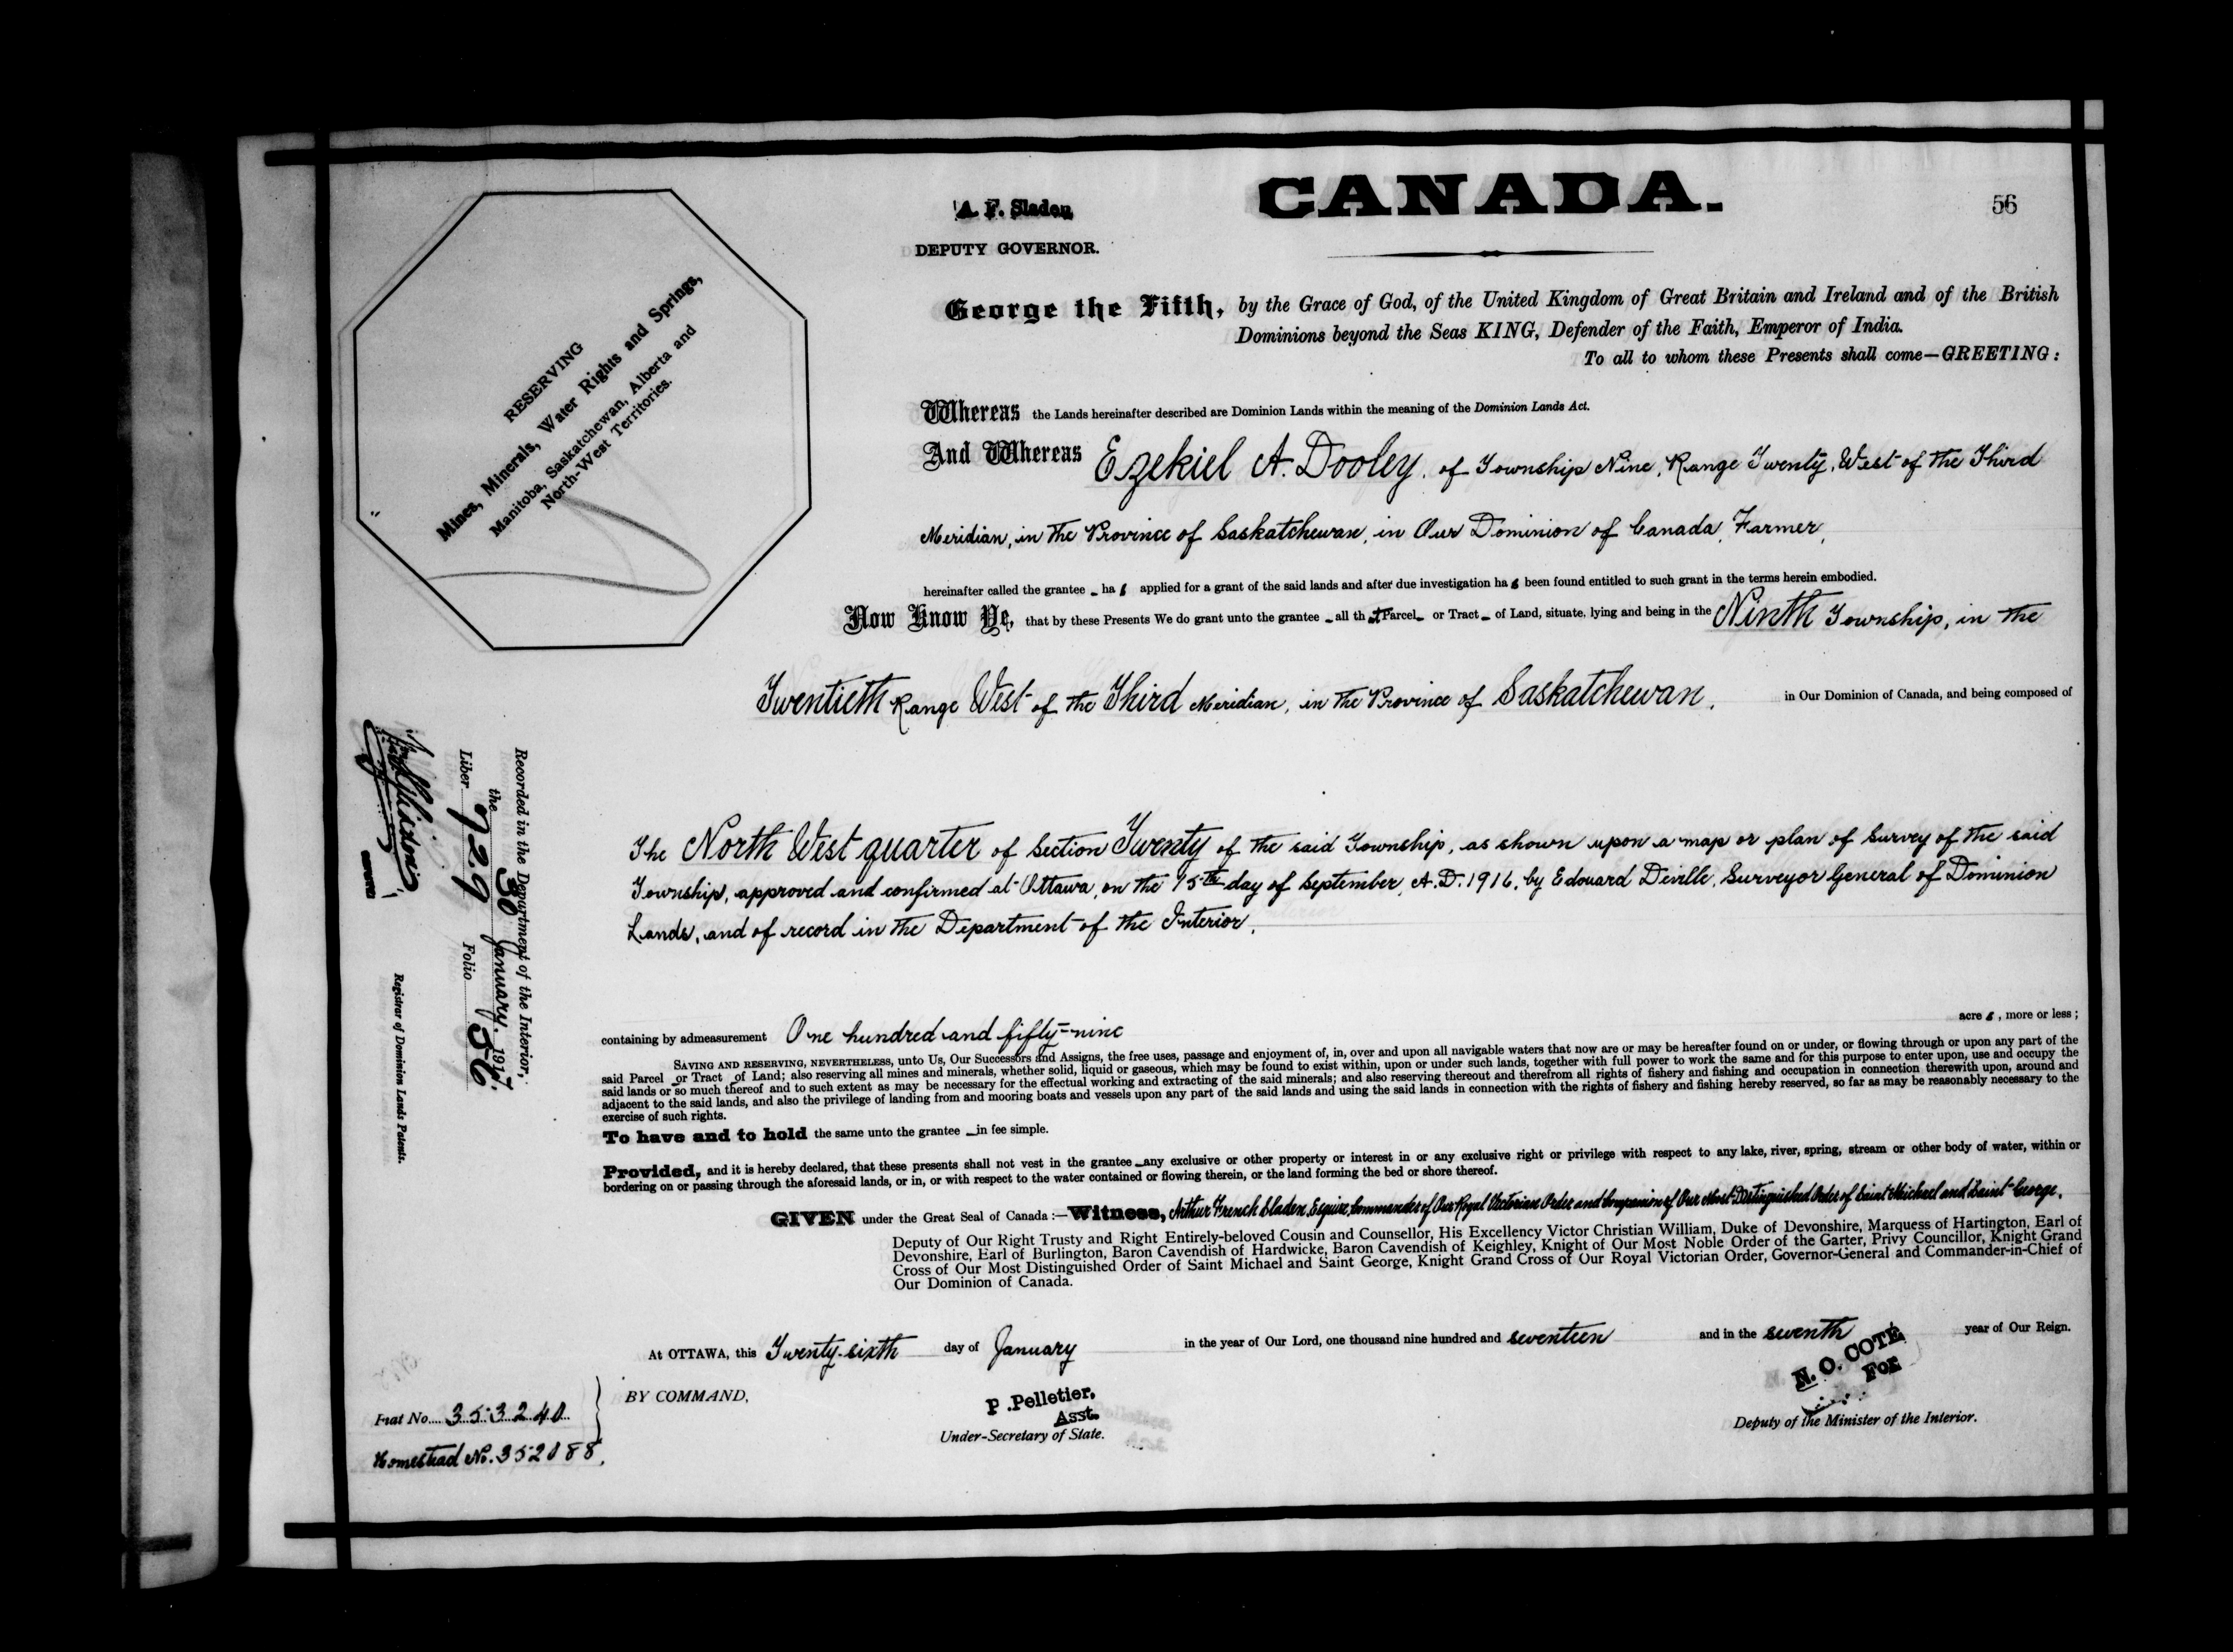 CANADA.
56
A. F. Sladen
DEPUTY GOVERNOR.
George the Fifth, by the Grace of God, of the United Kingdom of Great Britain and Ireland and of the British
Dominions beyond the Seas KING, Defender of the Faith, Emperor of India.
To all to whom these Presents shall come—GREETING:
RESERVING
Mines, Minerals, Water Rights and Springs,
Manitoba, Saskatchewan, Alberta and
North-West Territories.
Whereas the Lands hereinafter described are Dominion Lands within the meaning of the Dominion Lands Act.
And Whereas Ezekiel A. Dooley, of Township Nine, Range Twenty, West of the Third
Meridian, in the Province of Saskatchewan, in Our Dominion of Canada, Farmer,
hereinafter called the grantee – has applied for a grant of the said lands and after due investigation has been found entitled to such grant in the terms herein embodied.
Now Know Ye, that by these Presents We do grant unto the grantee – all that Parcel – or Tract – of Land, situate, lying and being in the Ninth Township, in the
Twentieth Range West of the Third Meridian, in the Province of Saskatchewan, in Our Dominion of Canada, and being composed of
The North West quarter of Section Twenty of the said Township, as shown upon a map or plan of survey of the said
Township, approved and confirmed at Ottawa, on the 15th day of September, A.D. 1916, by Edouard Deville, Surveyor General of Dominion
Lands, and of record in the Department of the Interior,
Recorded in the Department of the Interior,
the 30 January, 1917.
Liber 729 Folio 56
Registrar of Dominion Lands Patents.
containing by admeasurement One hundred and fifty-nine acres, more or less;
SAVING AND RESERVING, NEVERTHELESS, unto Us, Our Successors and Assigns, the free uses, passage and enjoyment of, in, over and upon all navigable waters that now are or may be hereafter found on or under, or flowing through or upon any part of the
said Parcel or Tract of Land; also reserving all mines and minerals, whether solid, liquid or gaseous, which may be found to exist within, upon or under such lands, together with full power to work the same and for this purpose to enter upon, use and occupy the
said lands or so much thereof and to such extent as may be necessary for the effectual working and extracting of the said minerals; and also reserving thereout and therefrom all rights of fishery and fishing and occupation in connection therewith upon, around and
adjacent to the said lands, and also the privilege of landing from and mooring boats and vessels upon any part of the said lands and using the said lands in connection with the rights of fishery and fishing hereby reserved, so far as may be reasonably necessary to the
exercise of such rights.
To have and to hold the same unto the grantee – in fee simple.
Provided, and it is hereby declared, that these presents shall not vest in the grantee – any exclusive or other property or interest in or any exclusive right or privilege with respect to any lake, river, spring, stream or other body of water, within or
bordering on or passing through the aforesaid lands, or in, or with respect to the water contained or flowing therein, or the land forming the bed or shore thereof.
GIVEN under the Great Seal of Canada:—Witness, Arthur French Sladen, Esquire, Commander of Our Royal Victorian Order and Companion of Our Most Distinguished Order of Saint Michael and Saint George,
Deputy of Our Right Trusty and Right Entirely-beloved Cousin and Counsellor, His Excellency Victor Christian William, Duke of Devonshire, Marquess of Hartington, Earl of
Devonshire, Earl of Burlington, Baron Cavendish of Hardwicke, Baron Cavendish of Keighley, Knight of Our Most Noble Order of the Garter, Privy Councillor, Knight Grand
Cross of Our Most Distinguished Order of Saint Michael and Saint George, Knight Grand Cross of Our Royal Victorian Order, Governor-General and Commander-in-Chief of
Our Dominion of Canada.
At OTTAWA, this Twenty-sixth day of January in the year of Our Lord, one thousand nine hundred and seventeen and in the seventh year of Our Reign.
BY COMMAND,
P. Pelletier.
Asst.
Under-Secretary of State.
N. O. COTÉ
For
Deputy of the Minister of the Interior.
Fiat No. 353240
Homestead No. 352088.